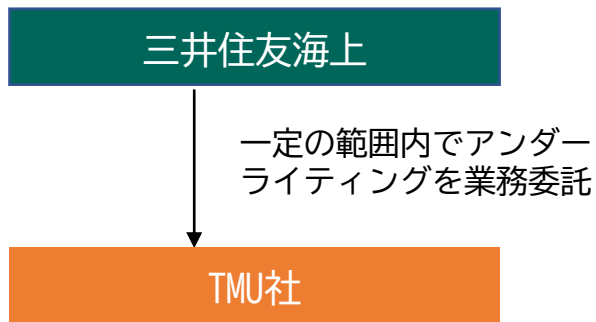 三井住友海上
一定の範囲内でアンダー
ライティングを業務委託
TMU社